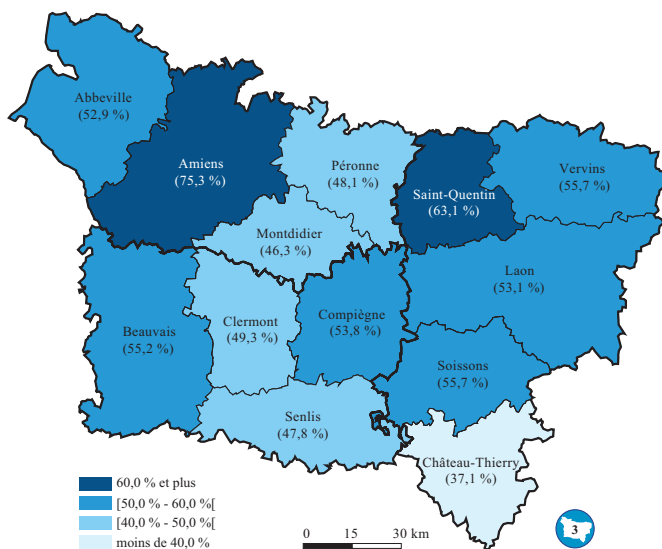 Abbeville
(52,9 %)
Amiens
(75,3 %)
Péronne
(48,1 %)
Saint-Quentin
(63,1 %)
Vervins
(55,7 %)
Montdidier
(46,3 %)
Laon
(53,1 %)
Beauvais
(55,2 %)
Clermont
(49,3 %)
Compiègne
(53,8 %)
Soissons
(55,7 %)
Senlis
(47,8 %)
Château-Thierry
(37,1 %)
60,0 % et plus
[50,0 % - 60,0 %[
[40,0 % - 50,0 %[
moins de 40,0 %
0 15 30 km
3